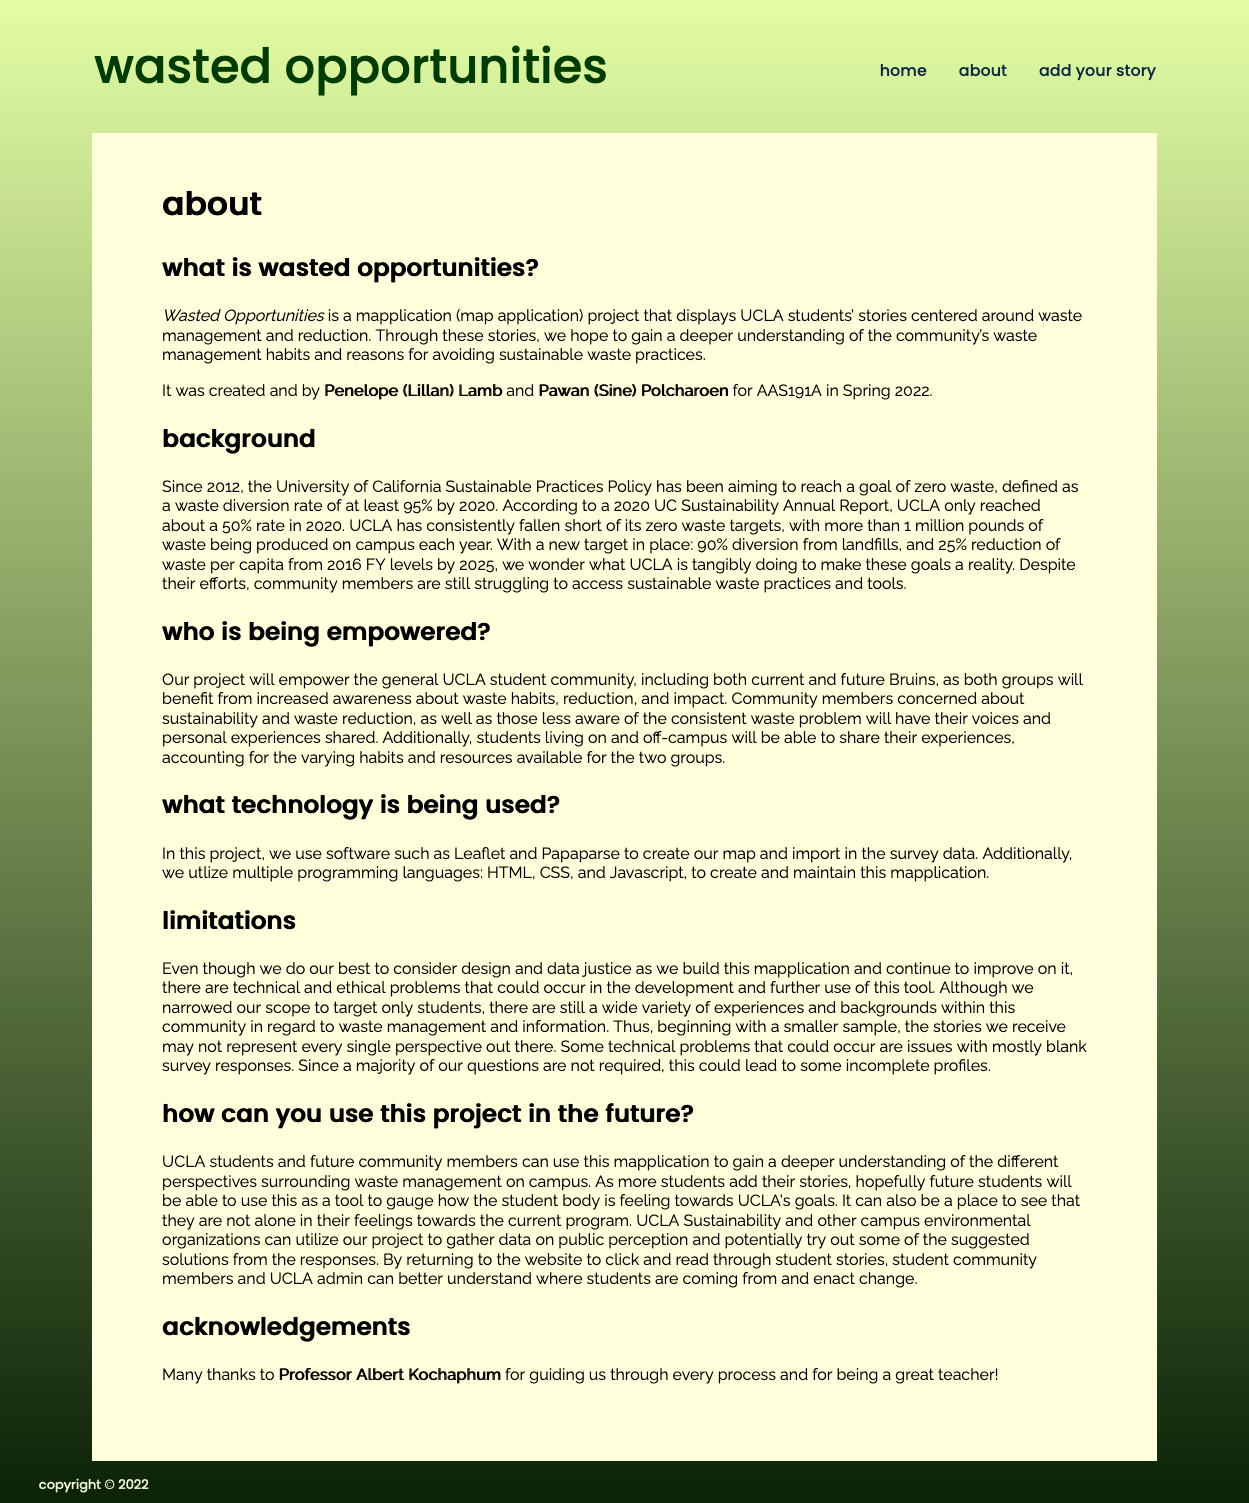 wasted opportunities
home about add your story
about
what is wasted opportunities?
Wasted Opportunities is a mapplication (map application) project that displays UCLA students’ stories centered around waste
management and reduction. Through these stories, we hope to gain a deeper understanding of the community’s waste
management habits and reasons for avoiding sustainable waste practices.
It was created and by Penelope (Lillan) Lamb and Pawan (Sine) Polcharoen for AAS191A in Spring 2022.
background
Since 2012, the University of California Sustainable Practices Policy has been aiming to reach a goal of zero waste, defined as
a waste diversion rate of at least 95% by 2020. According to a 2020 UC Sustainability Annual Report, UCLA only reached
about a 50% rate in 2020. UCLA has consistently fallen short of its zero waste targets, with more than 1 million pounds of
waste being produced on campus each year. With a new target in place: 90% diversion from landfills, and 25% reduction of
waste per capita from 2016 FY levels by 2025, we wonder what UCLA is tangibly doing to make these goals a reality. Despite
their efforts, community members are still struggling to access sustainable waste practices and tools.
who is being empowered?
Our project will empower the general UCLA student community, including both current and future Bruins, as both groups will
benefit from increased awareness about waste habits, reduction, and impact. Community members concerned about
sustainability and waste reduction, as well as those less aware of the consistent waste problem will have their voices and
personal experiences shared. Additionally, students living on and off-campus will be able to share their experiences,
accounting for the varying habits and resources available for the two groups.
what technology is being used?
In this project, we use software such as Leaflet and Papaparse to create our map and import in the survey data. Additionally,
we utlize multiple programming languages: HTML, CSS, and Javascript, to create and maintain this mapplication.
limitations
Even though we do our best to consider design and data justice as we build this mapplication and continue to improve on it,
there are technical and ethical problems that could occur in the development and further use of this tool. Although we
narrowed our scope to target only students, there are still a wide variety of experiences and backgrounds within this
community in regard to waste management and information. Thus, beginning with a smaller sample, the stories we receive
may not represent every single perspective out there. Some technical problems that could occur are issues with mostly blank
survey responses. Since a majority of our questions are not required, this could lead to some incomplete profiles.
how can you use this project in the future?
UCLA students and future community members can use this mapplication to gain a deeper understanding of the different
perspectives surrounding waste management on campus. As more students add their stories, hopefully future students will
be able to use this as a tool to gauge how the student body is feeling towards UCLA's goals. It can also be a place to see that
they are not alone in their feelings towards the current program. UCLA Sustainability and other campus environmental
organizations can utilize our project to gather data on public perception and potentially try out some of the suggested
solutions from the responses. By returning to the website to click and read through student stories, student community
members and UCLA admin can better understand where students are coming from and enact change.
acknowledgements
Many thanks to Professor Albert Kochaphum for guiding us through every process and for being a great teacher!
copyright © 2022